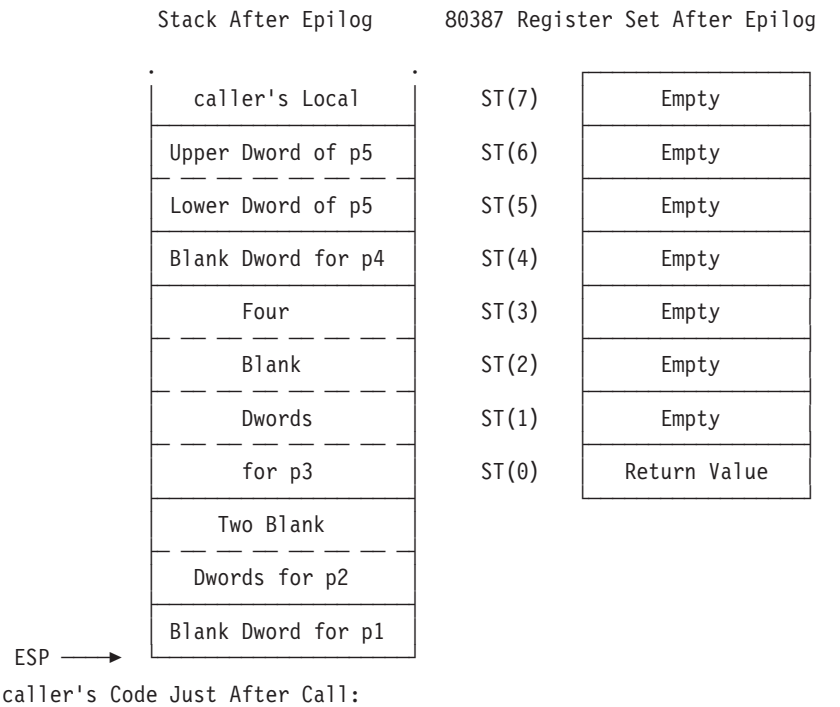 Stack After Epilog 80387 Register Set After Epilog
caller's Local ST(7) Empty
Upper Dword of p5 ST(6) Empty
Lower Dword of p5 ST(5) Empty
Blank Dword for p4 ST(4) Empty
Four ST(3) Empty
Blank ST(2) Empty
Dwords ST(1) Empty
for p3 ST(0) Return Value
Two Blank
Dwords for p2
Blank Dword for p1
ESP
caller's Code Just After Call: